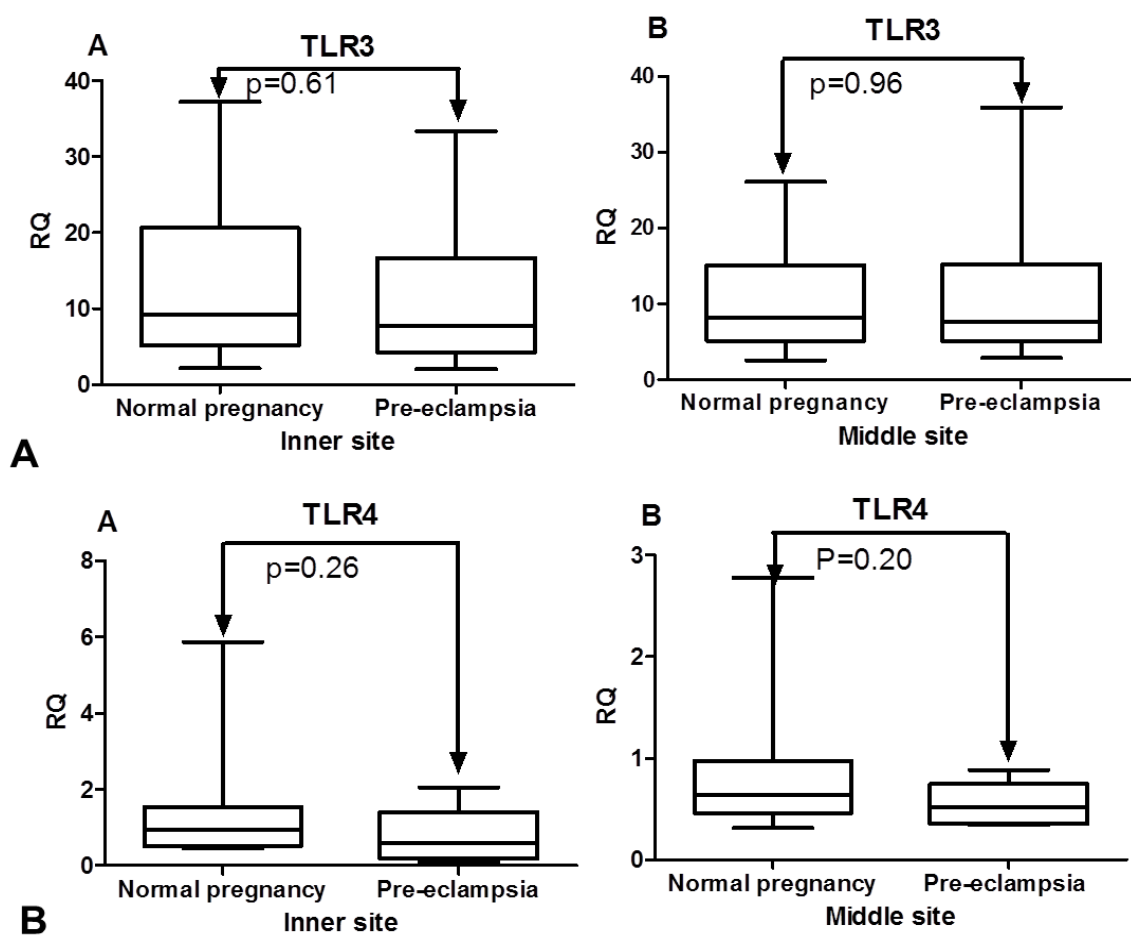 A
TLR3
p=0.61
40
30
20
10
0
RQ
Normal pregnancy Pre-eclampsia
Inner site
B
TLR3
p=0.96
40
30
20
10
0
RQ
Normal pregnancy Pre-eclampsia
Middle site
A
A
TLR4
p=0.26
8
6
4
2
0
RQ
Normal pregnancy Pre-eclampsia
Inner site
B
TLR4
P=0.20
3
2
1
0
RQ
Normal pregnancy Pre-eclampsia
Middle site
B